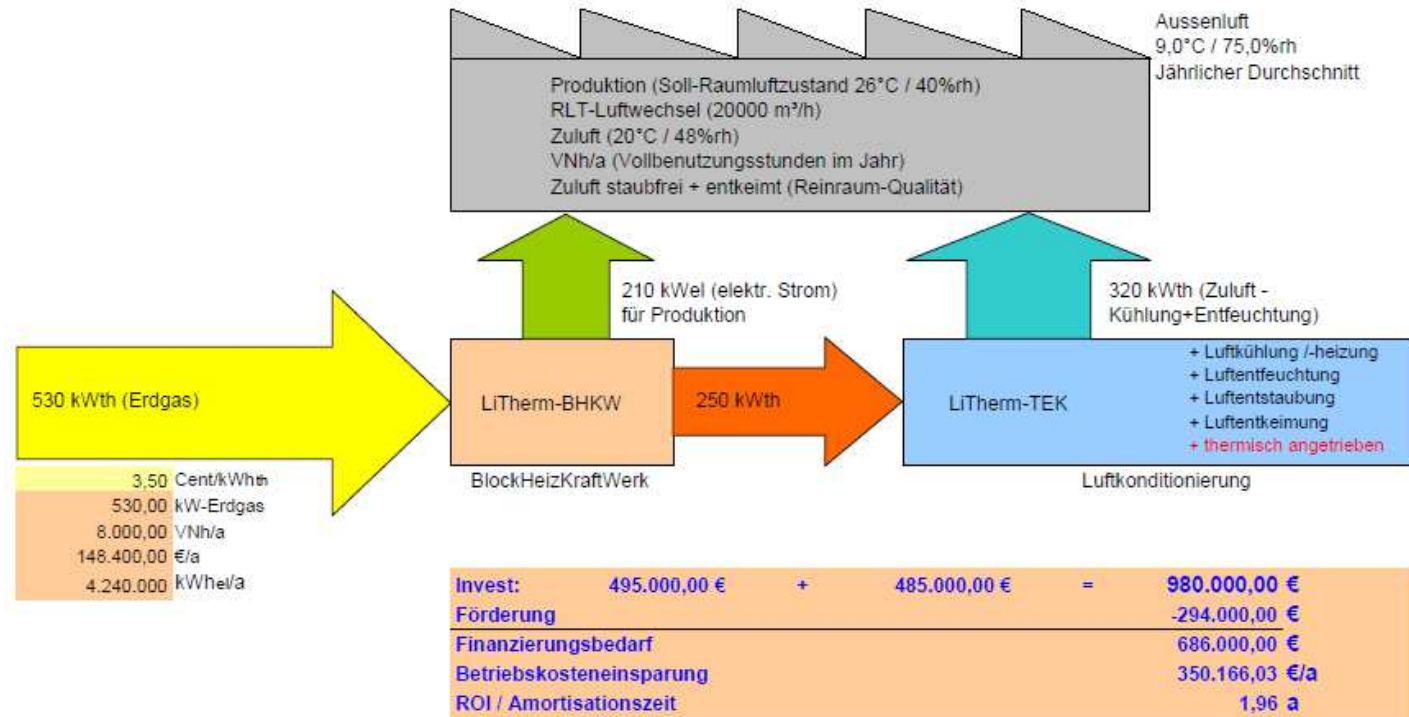 Aussenluft
9,0°C / 75,0%rh
Jährlicher Durchschnitt
Produktion (Soll-Raumluftzustand 26°C / 40%rh)
RLT-Luftwechsel (20000 m³/h)
Zuluft (20°C / 48%rh)
VNh/a (Vollbenutzungsstunden im Jahr)
Zuluft staubfrei + entkeimt (Reinraum-Qualität)
210 kWel (elektr. Strom)
für Produktion
320 kWth (Zuluft -
Kühlung+Entfeuchtung)
530 kWth (Erdgas)
LiTherm-BHKW
250 kWth
LiTherm-TEK
+ Luftkühlung /-heizung
+ Luftentfeuchtung
+ Luftentstaubung
+ Luftentkeimung
+ thermisch angetrieben
BlockHeizKraftWerk
Luftkonditionierung
3,50 Cent/kWhth
530,00 kW-Erdgas
8.000,00 VNh/a
148.400,00 €/a
4.240.000 kWhel/a
Invest: 495.000,00 € + 485.000,00 € = 980.000,00 €
Förderung -294.000,00 €
Finanzierungsbedarf 686.000,00 €
Betriebskosteneinsparung 350.166,03 €/a
ROI / Amortisationszeit 1,96 a